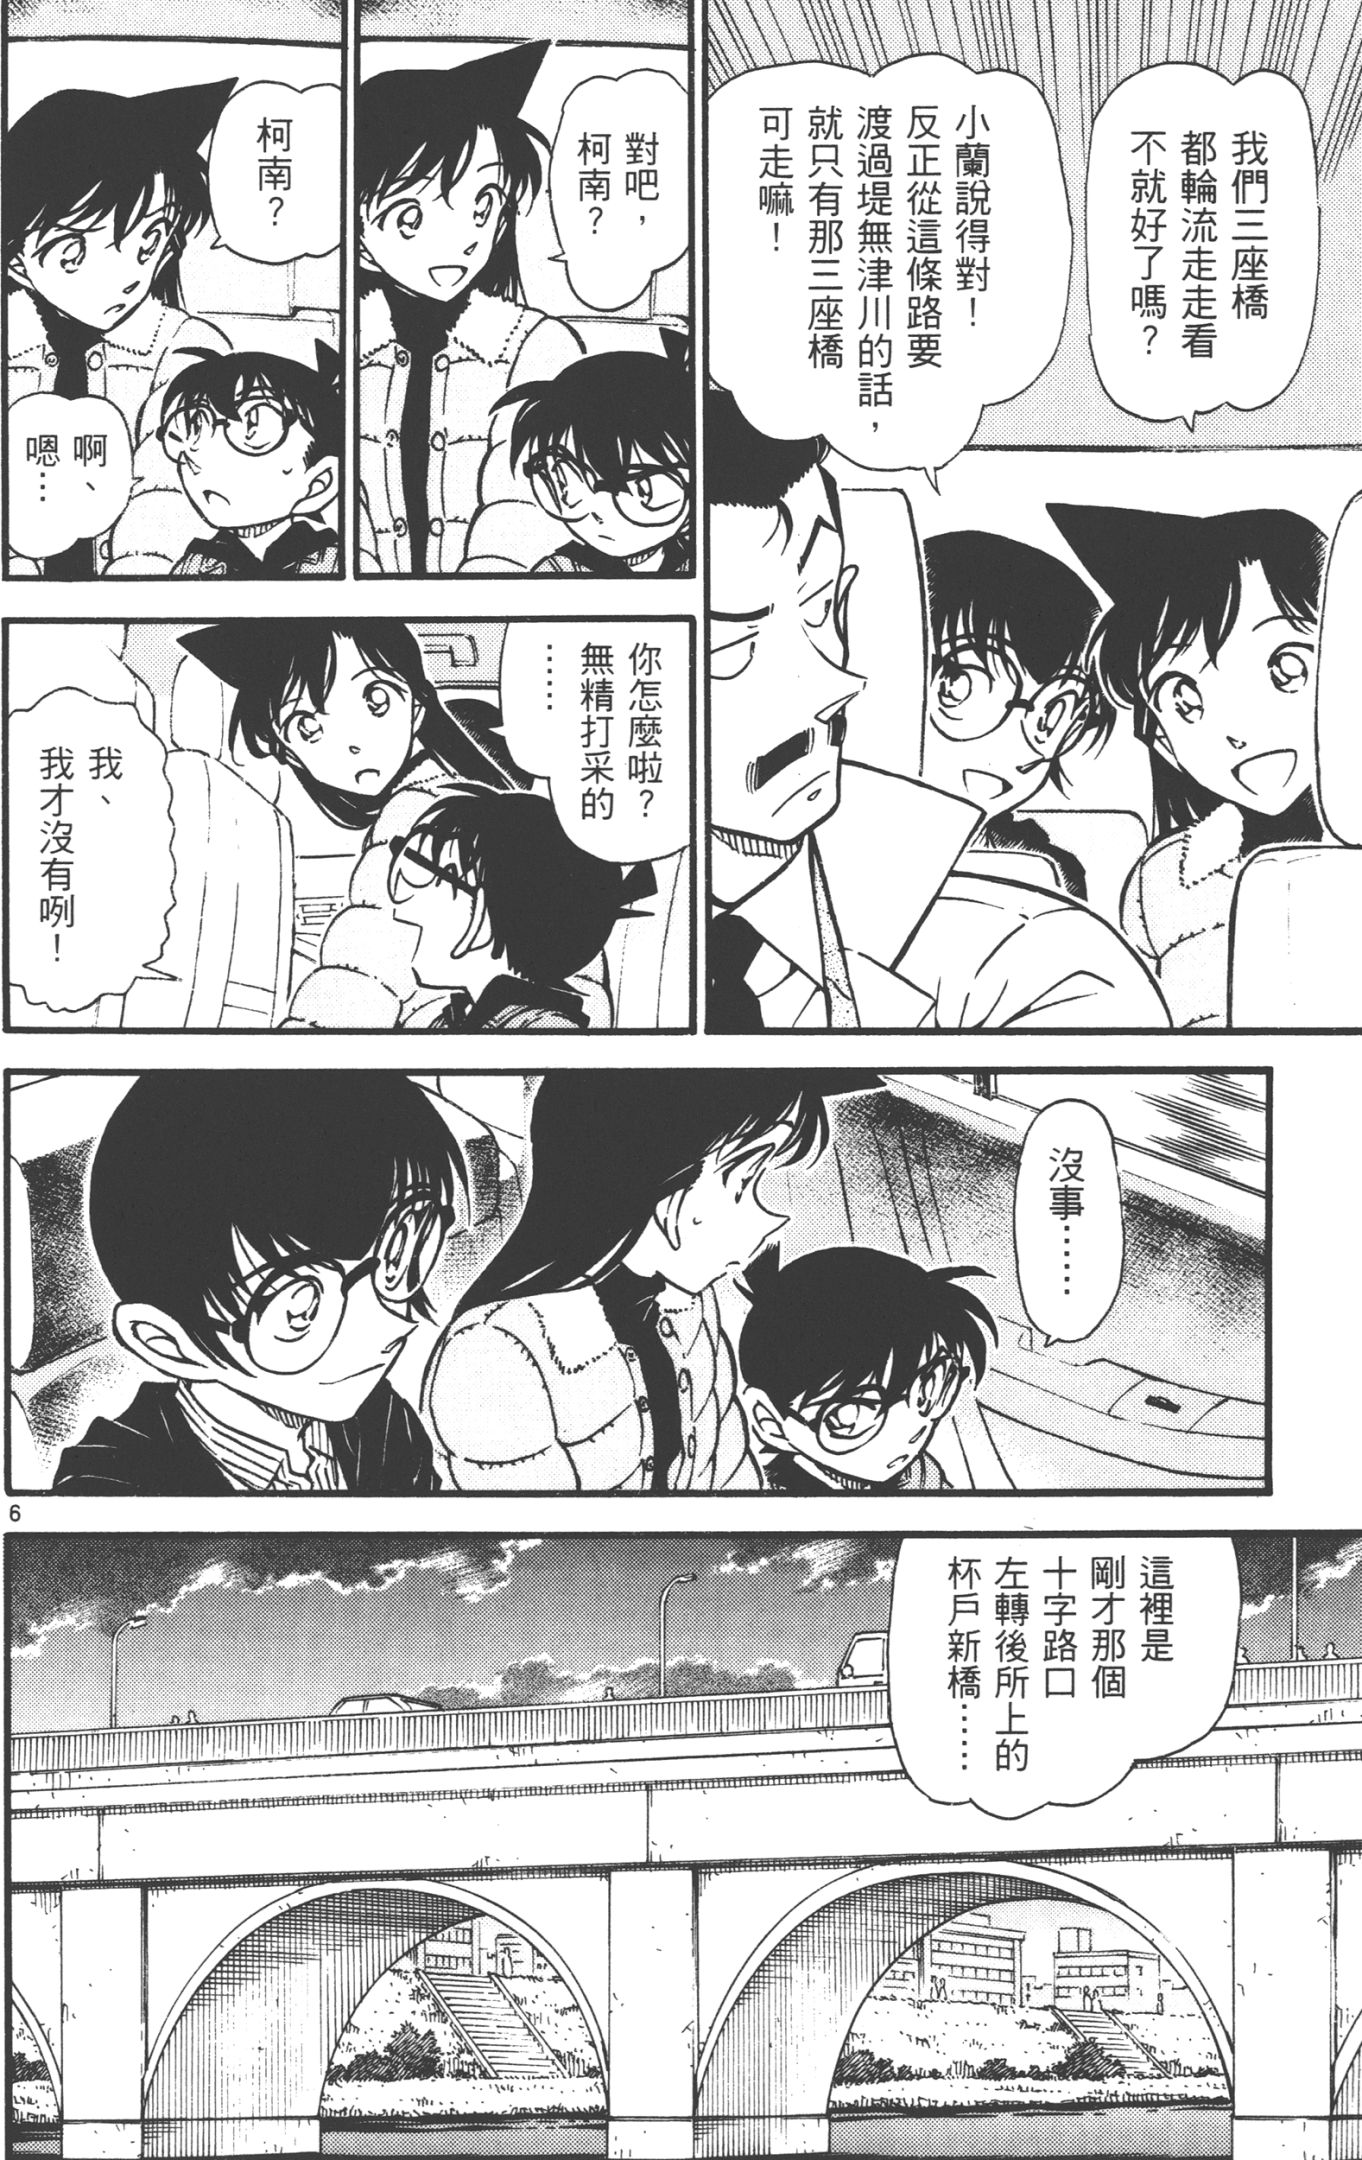 我們三座橋
都輪流走走看
不就好了嗎？
小蘭說得對！
反正從這條路要
渡過堤無津川的話，
就只有那三座橋
可走嘛！
對吧，
柯南？
柯南？
啊、
嗯…
你怎麼啦？
無精打采的
……
我、
我才沒有咧！
沒事……
6
這裡是
剛才那個
十字路口
左轉後所上的
杯戶新橋……